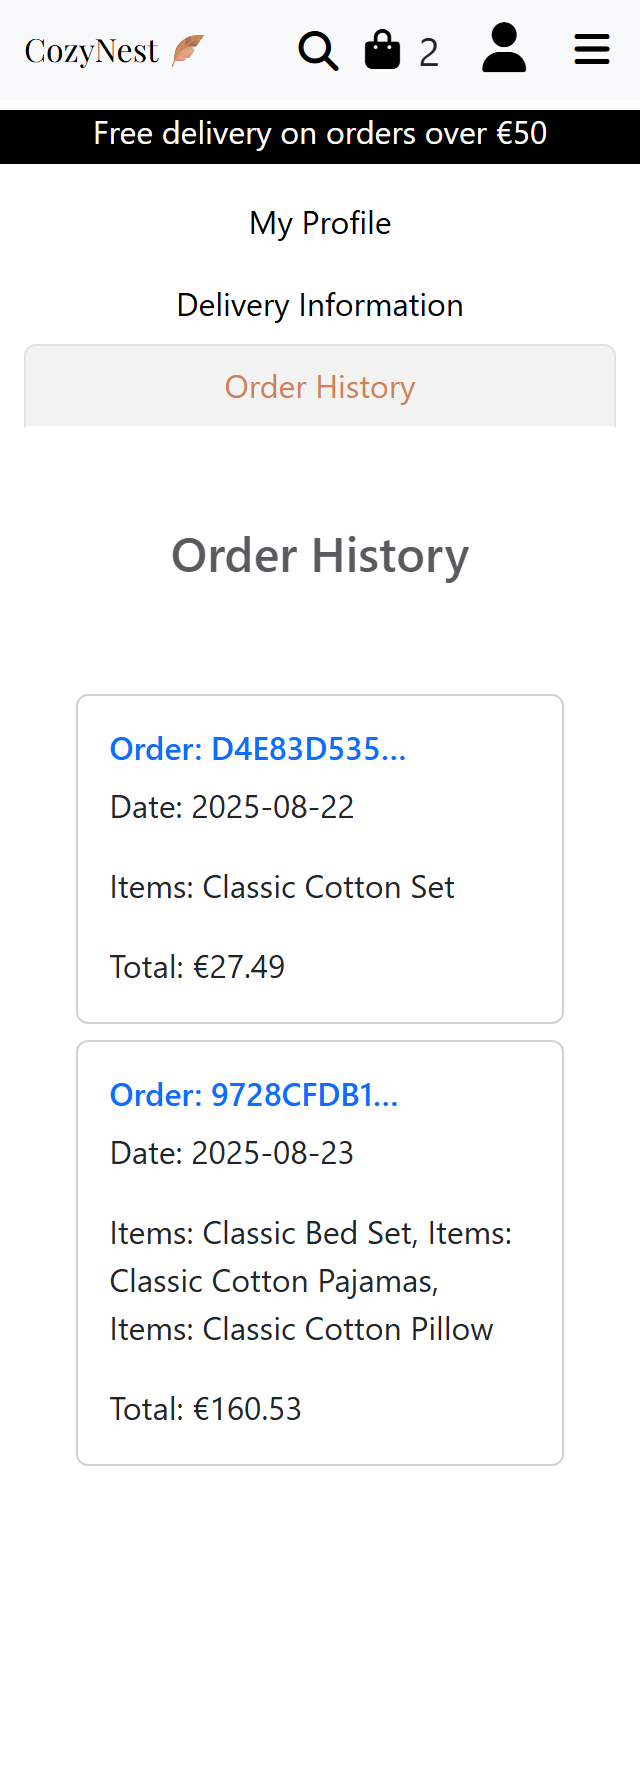 CozyNest
2
Free delivery on orders over €50
My Profile
Delivery Information
Order History
Order History
Order: D4E83D535...
Date: 2025-08-22
Items: Classic Cotton Set
Total: €27.49
Order: 9728CFDB1...
Date: 2025-08-23
Items: Classic Bed Set, Items:
Classic Cotton Pajamas,
Items: Classic Cotton Pillow
Total: €160.53